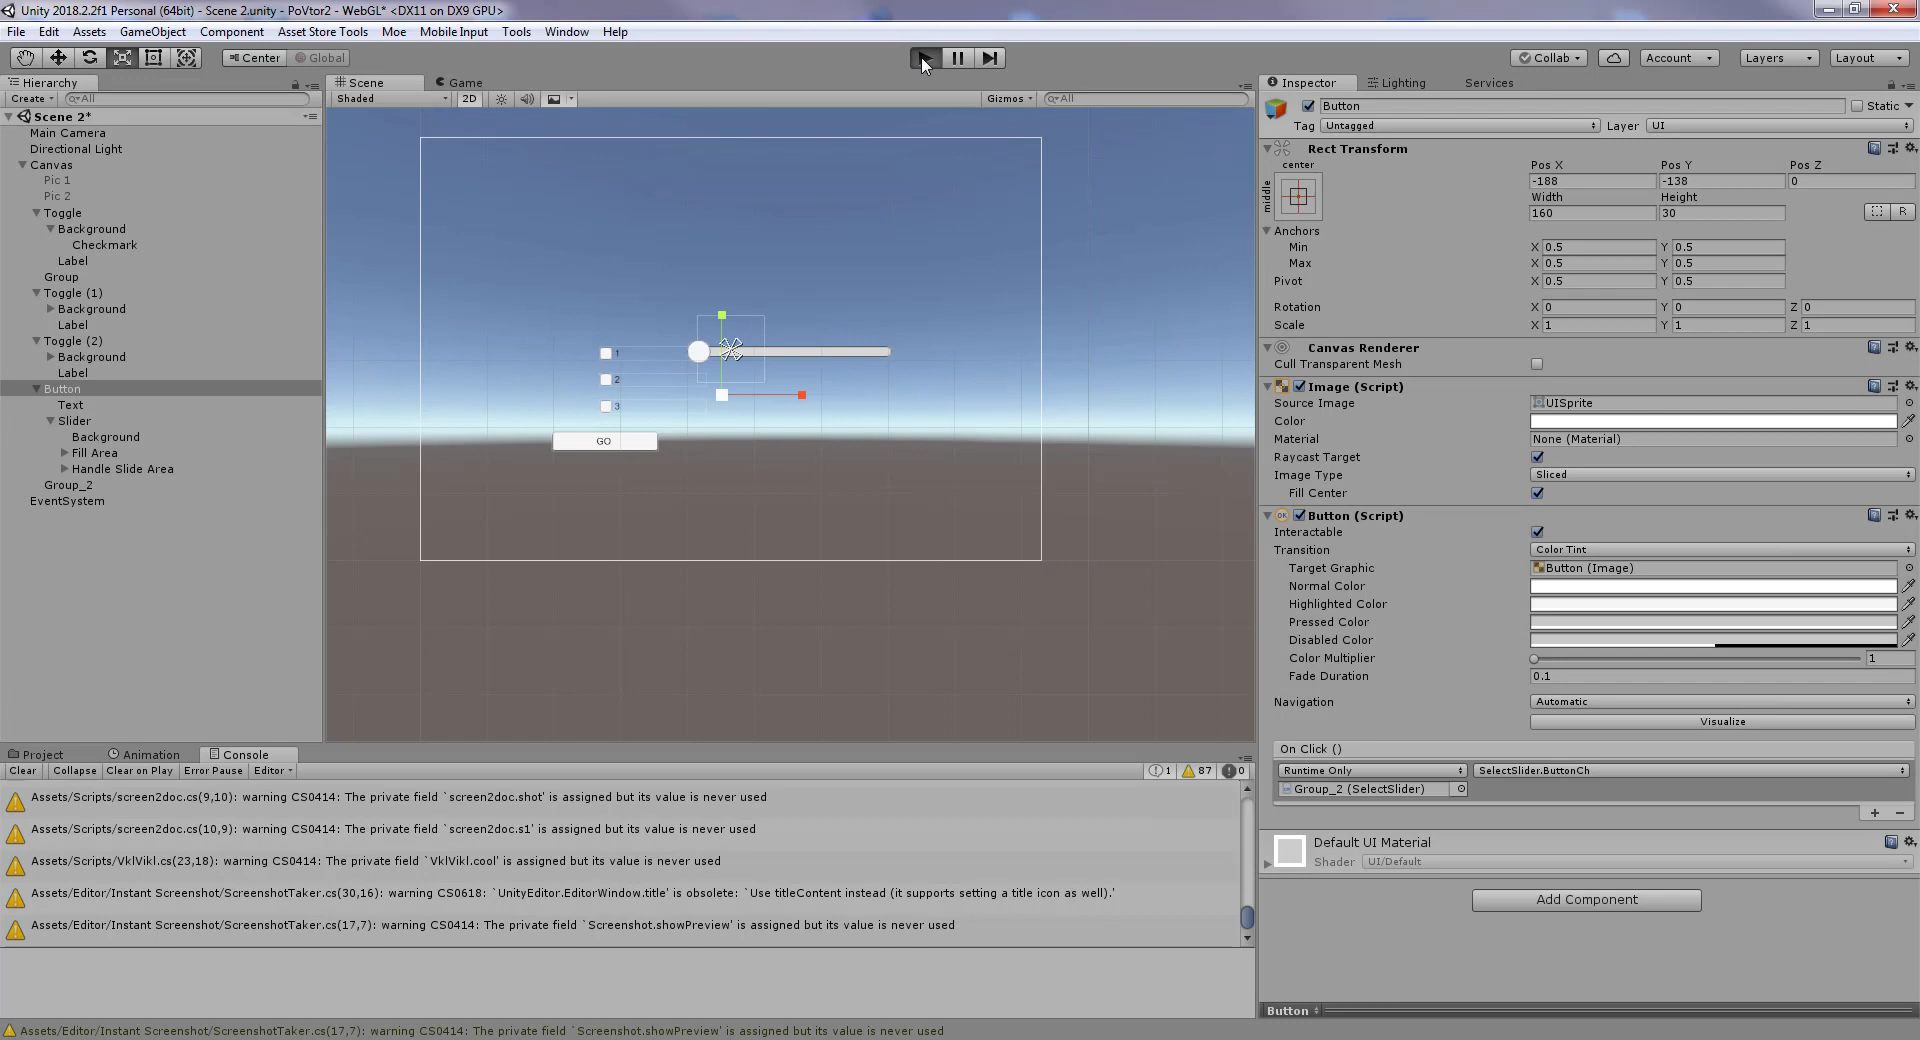 Unity 2018.2.2f1 Personal (64bit) - Scene 2.unity - PoVtor2 - WebGL* <DX11 on DX9 GPU>
File Edit Assets GameObject Component Asset Store Tools Moe Mobile Input Tools Window Help
Center Global Collab Account Layers Layout
Hierarchy
Create All
Scene 2*
Main Camera
Directional Light
Canvas
Pic 1
Pic 2
Toggle
Background
Checkmark
Label
Group
Toggle (1)
Background
Label
Toggle (2)
Background
Label
Button
Text
Slider
Background
Fill Area
Handle Slide Area
Group_2
EventSystem
Scene Game
Shaded 2D Gizmos All
1
2
3
GO
Inspector Lighting Services
Button Static
Tag Untagged Layer UI
Rect Transform
center
middle
Pos X Pos Y Pos Z
-188 -138 0
Width Height
160 30 R
Anchors
Min X 0.5 Y 0.5
Max X 0.5 Y 0.5
Pivot X 0.5 Y 0.5
Rotation X 0 Y 0 Z 0
Scale X 1 Y 1 Z 1
Canvas Renderer
Cull Transparent Mesh
Image (Script)
Source Image UISprite
Color
Material None (Material)
Raycast Target
Image Type Sliced
Fill Center
OK Button (Script)
Interactable
Transition Color Tint
Target Graphic Button (Image)
Normal Color
Highlighted Color
Pressed Color
Disabled Color
Color Multiplier 1
Fade Duration 0.1
Navigation Automatic
Visualize
On Click ()
Runtime Only SelectSlider.ButtonCh
Group_2 (SelectSlider)
+ −
Default UI Material
Shader UI/Default
Add Component
Button
Project Animation Console
Clear Collapse Clear on Play Error Pause Editor 1 87 0
Assets/Scripts/screen2doc.cs(9,10): warning CS0414: The private field `screen2doc.shot' is assigned but its value is never used
Assets/Scripts/screen2doc.cs(10,9): warning CS0414: The private field `screen2doc.s1' is assigned but its value is never used
Assets/Scripts/VklVikl.cs(23,18): warning CS0414: The private field `VklVikl.cool' is assigned but its value is never used
Assets/Editor/Instant Screenshot/ScreenshotTaker.cs(30,16): warning CS0618: `UnityEditor.EditorWindow.title' is obsolete: `Use titleContent instead (it supports setting a title icon as well).'
Assets/Editor/Instant Screenshot/ScreenshotTaker.cs(17,7): warning CS0414: The private field `Screenshot.showPreview' is assigned but its value is never used
Assets/Editor/Instant Screenshot/ScreenshotTaker.cs(17,7): warning CS0414: The private field `Screenshot.showPreview' is assigned but its value is never used